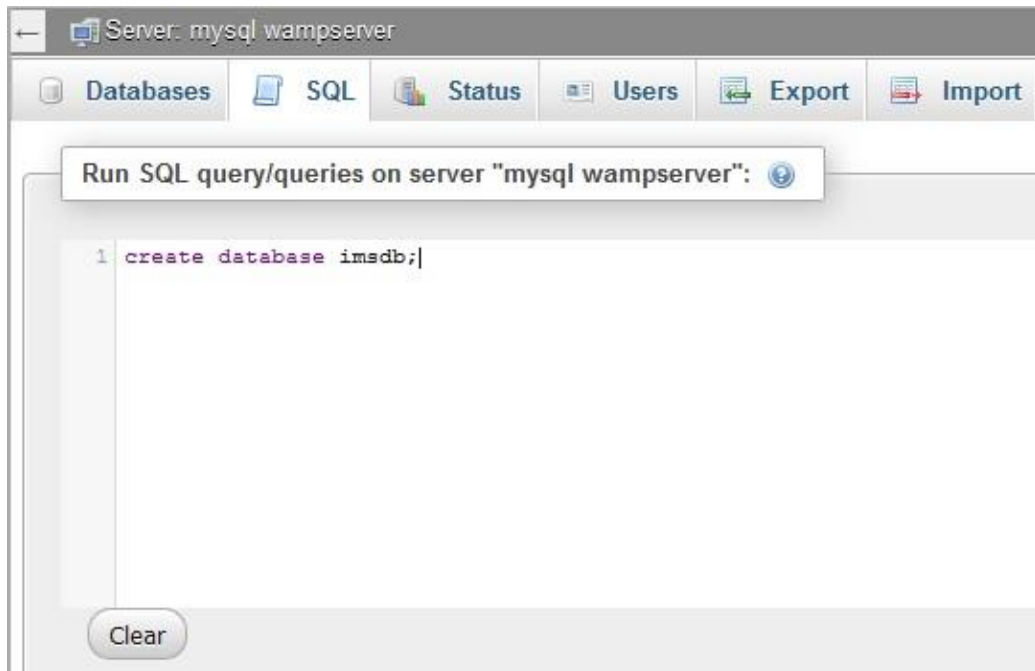 Server: mysql wampserver
Databases SQL Status Users Export Import
Run SQL query/queries on server "mysql wampserver":
1 create database imsdb;
Clear